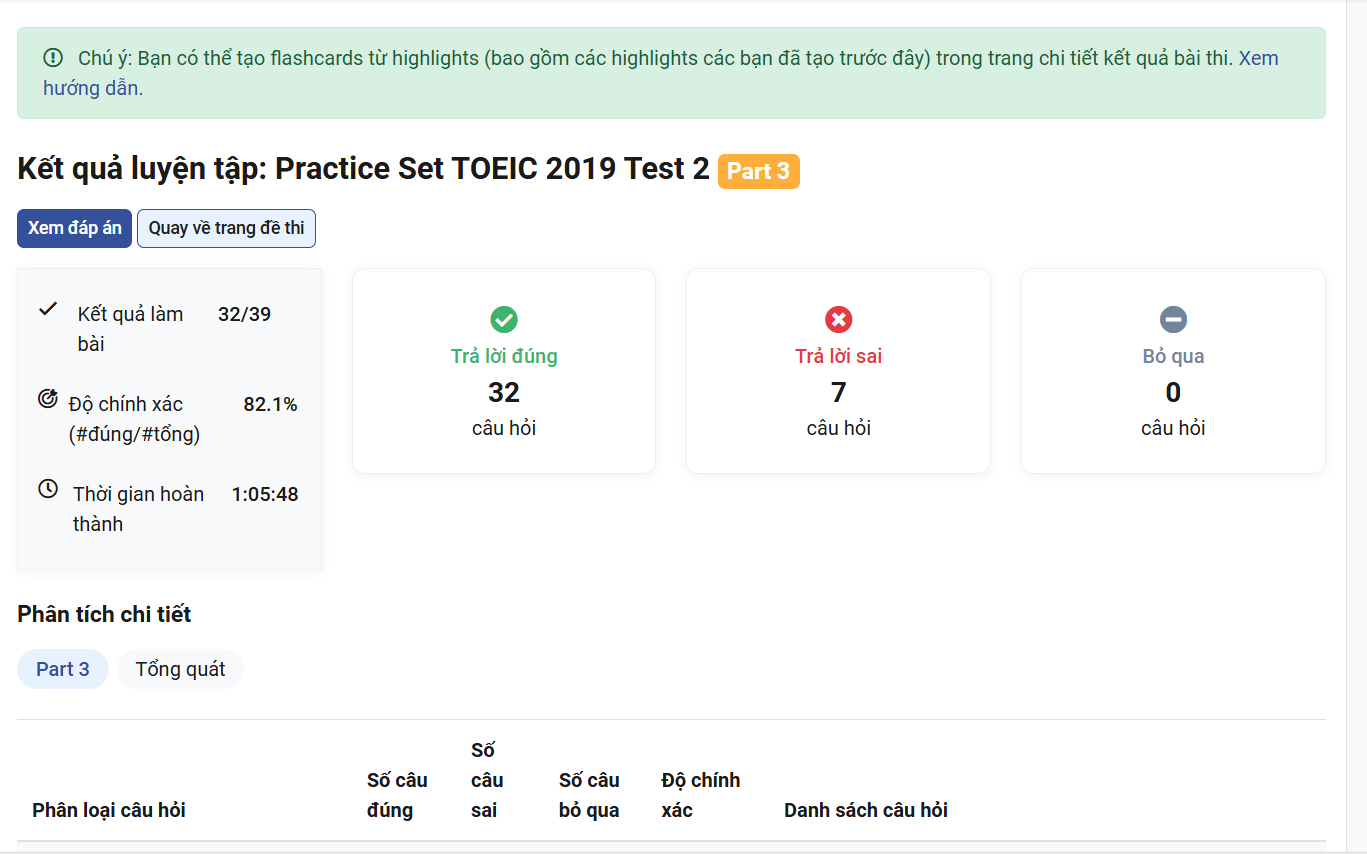 Chú ý: Bạn có thể tạo flashcards từ highlights (bao gồm các highlights các bạn đã tạo trước đây) trong trang chi tiết kết quả bài thi. Xem
hướng dẫn.
Kết quả luyện tập: Practice Set TOEIC 2019 Test 2 Part 3
Xem đáp án Quay về trang đề thi
Kết quả làm 32/39
bài
Độ chính xác 82.1%
(#đúng/#tổng)
Thời gian hoàn 1:05:48
thành
Trả lời đúng
32
câu hỏi
Trả lời sai
7
câu hỏi
Bỏ qua
0
câu hỏi
Phân tích chi tiết
Part 3 Tổng quát
Phân loại câu hỏi
Số câu
đúng
Số
câu
sai
Số câu
bỏ qua
Độ chính
xác
Danh sách câu hỏi